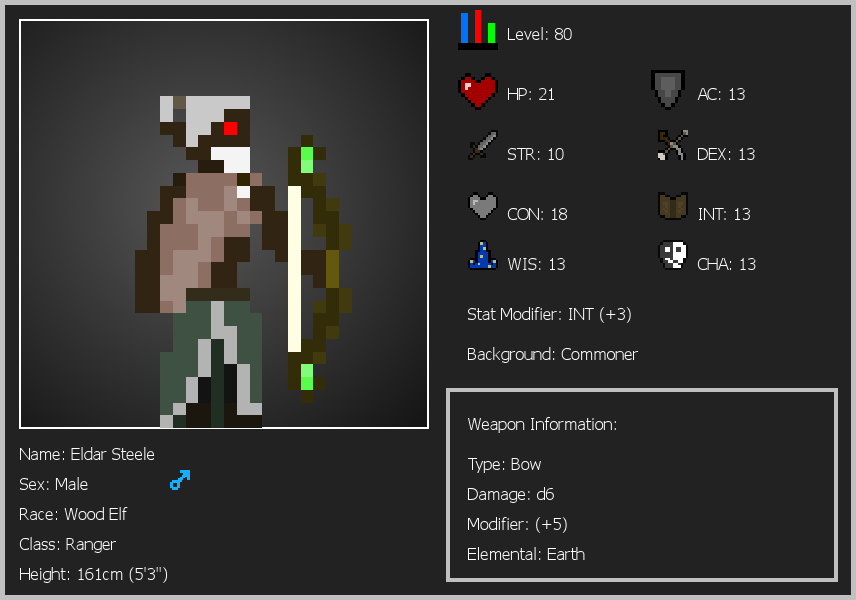 Level: 80
HP: 21
AC: 13
STR: 10
DEX: 13
CON: 18
INT: 13
WIS: 13
CHA: 13
Stat Modifier: INT (+3)
Background: Commoner
Weapon Information:
Type: Bow
Damage: d6
Modifier: (+5)
Elemental: Earth
Name: Eldar Steele
Sex: Male
Race: Wood Elf
Class: Ranger
Height: 161cm (5'3")